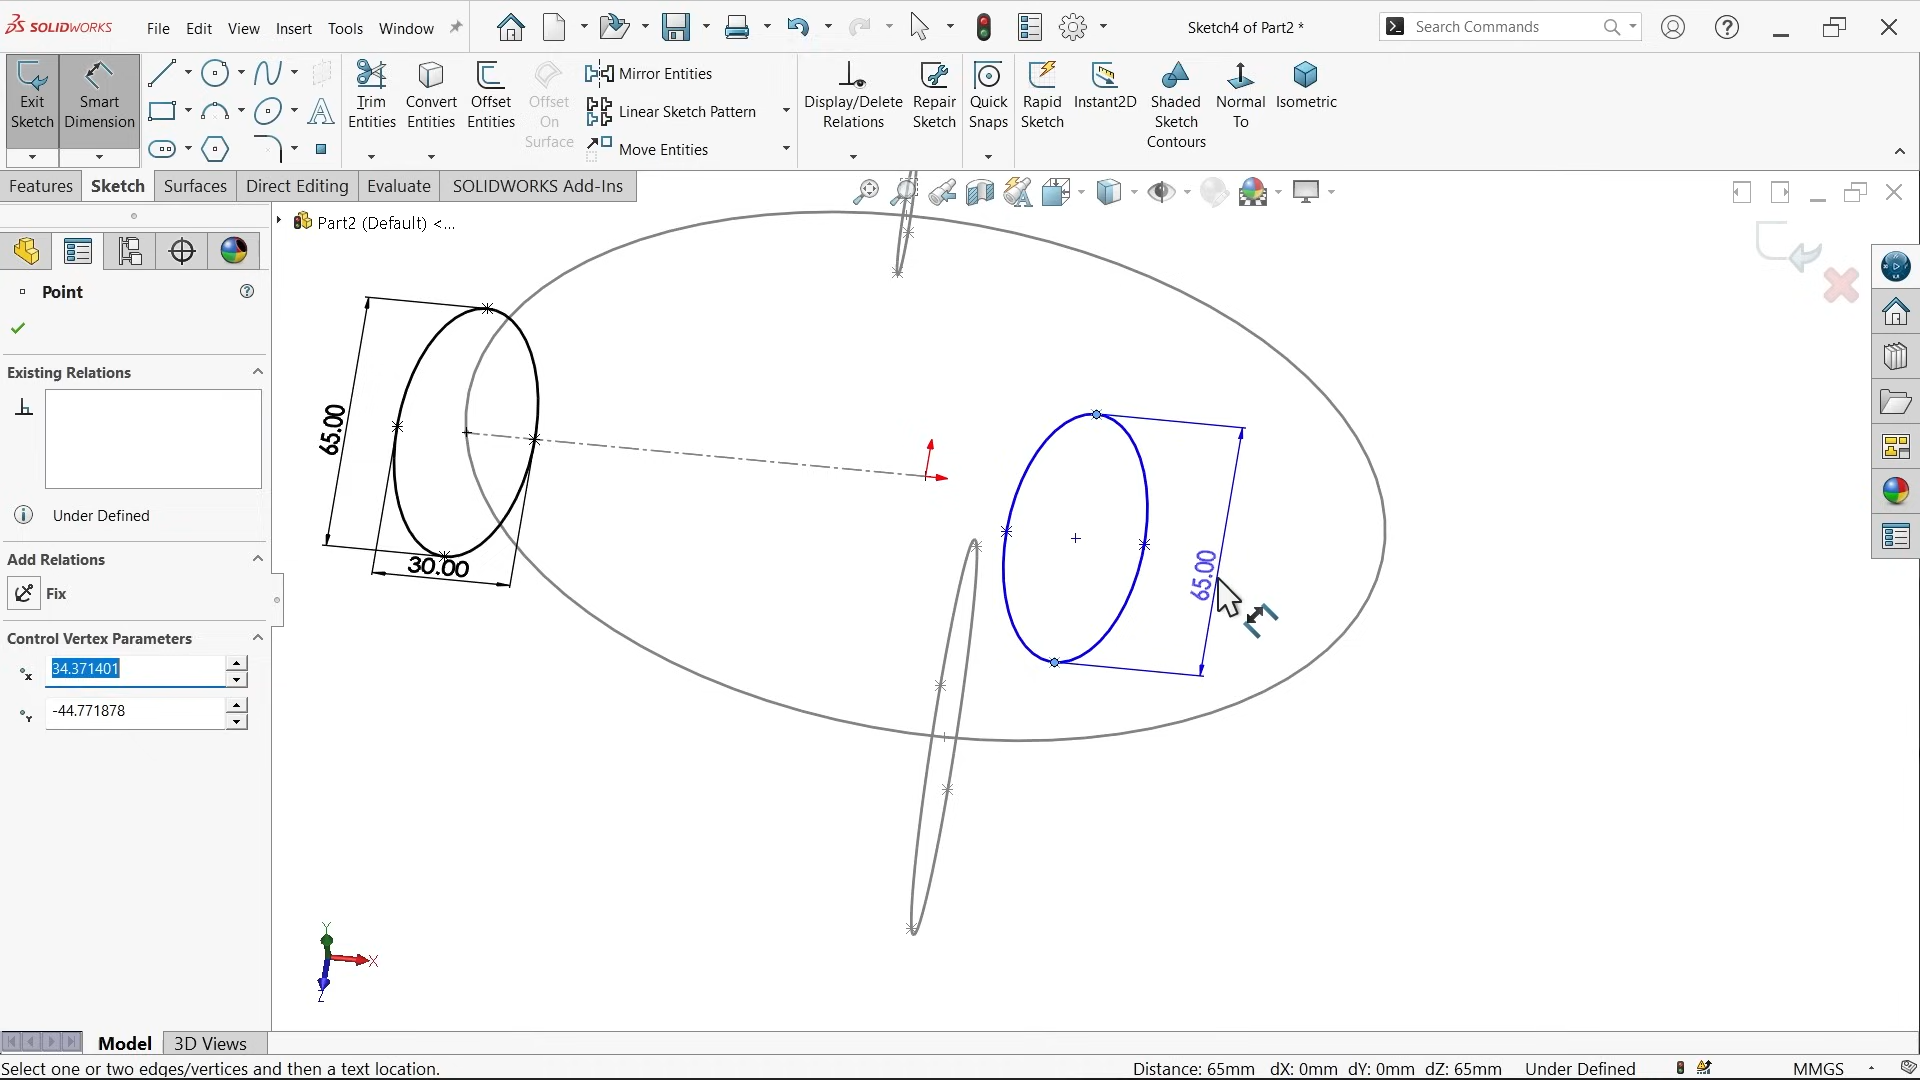 SOLIDWORKS
File Edit View Insert Tools Window
Sketch4 of Part2 *
Search Commands
Exit Sketch
Smart Dimension
Trim Entities
Convert Entities
Offset Entities
Offset On Surface
Mirror Entities
Linear Sketch Pattern
Move Entities
Display/Delete Relations
Repair Sketch
Quick Snaps
Rapid Sketch
Instant2D
Shaded Sketch Contours
Normal To
Isometric
Features Sketch Surfaces Direct Editing Evaluate SOLIDWORKS Add-Ins
Part2 (Default) <...
Point
Existing Relations
Under Defined
Add Relations
Fix
Control Vertex Parameters
34.371401
-44.771878
65.00
30.00
65.00
Y
X
Z
Model 3D Views
Select one or two edges/vertices and then a text location.
Distance: 65mm dX: 0mm dY: 0mm dZ: 65mm Under Defined MMGS